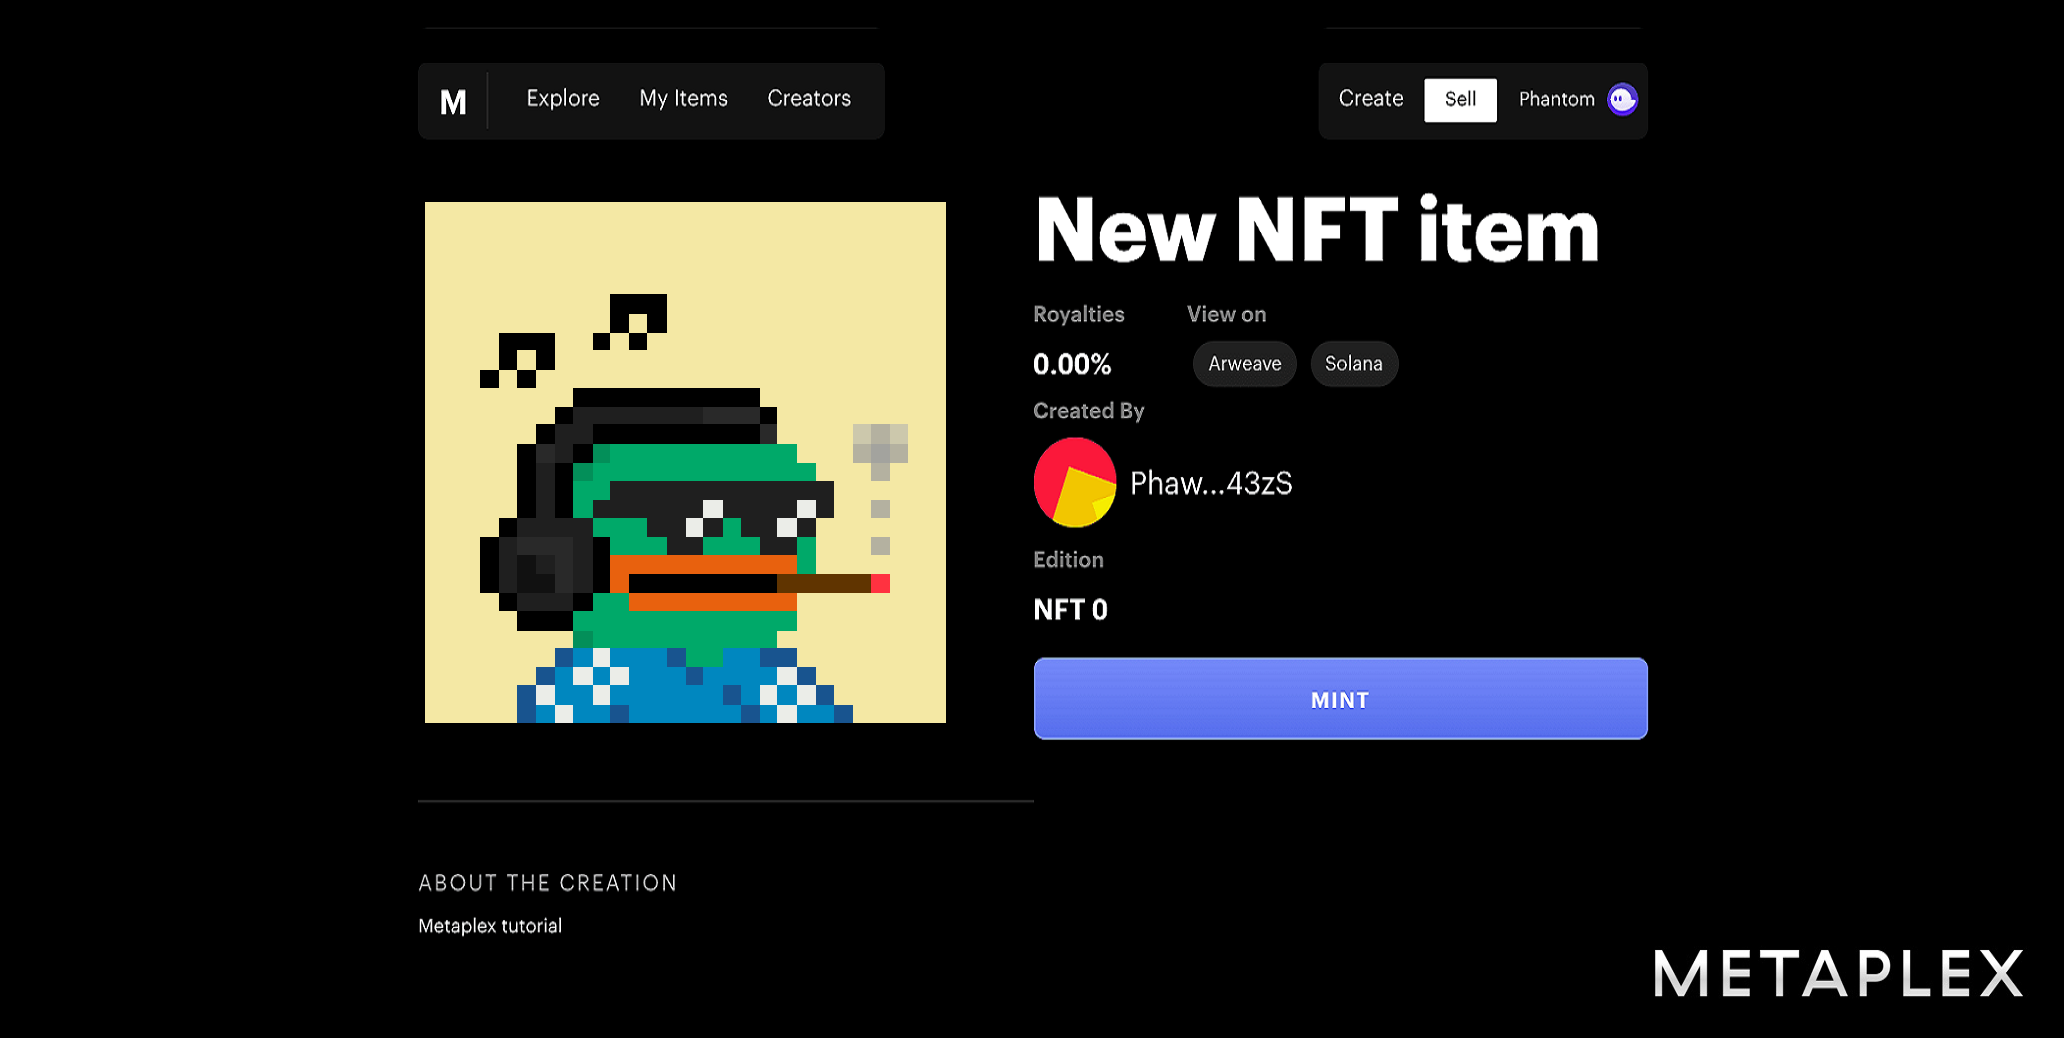 M
Explore My Items Creators
Create Sell Phantom
New NFT item
Royalties View on
0.00% Arweave Solana
Created By
Phaw...43zS
Edition
NFT 0
MINT
ABOUT THE CREATION
Metaplex tutorial
METAPLEX